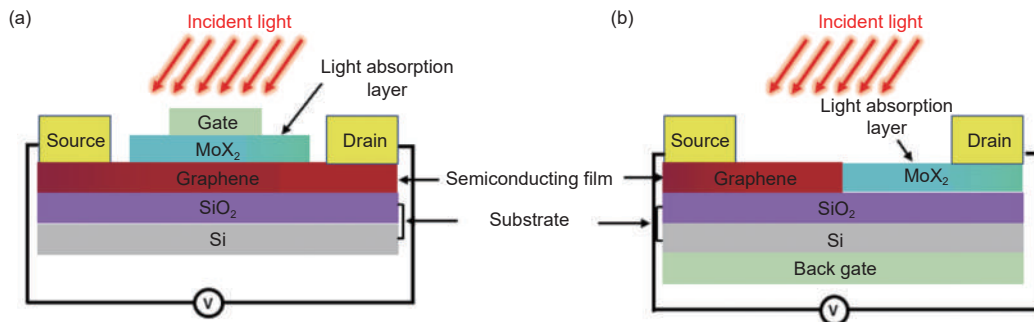 (a)
Incident light
Light absorption
layer
Gate
Source
MoX₂
Drain
Graphene
SiO₂
Si
V
Semiconducting film
Substrate
(b)
Incident light
Light absorption
layer
Source
Drain
Graphene
MoX₂
SiO₂
Si
Back gate
V